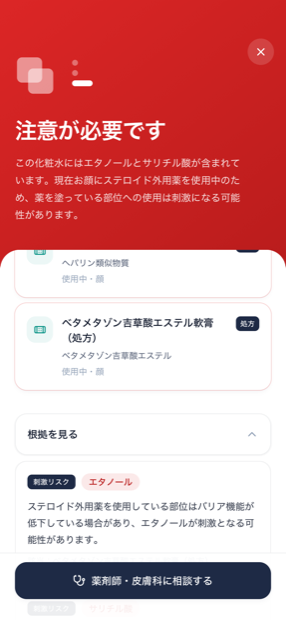 注意が必要です
この化粧水にはエタノールとサリチル酸が含まれて
います。現在お顔にステロイド外用薬を使用中のた
め、薬を塗っている部位への使用は刺激になる可能
性があります。
ヘパリン類似物質
使用中・顔
ベタメタゾン吉草酸エステル軟膏
（処方）
処方
ベタメタゾン吉草酸エステル
使用中・顔
根拠を見る
刺激リスク エタノール
ステロイド外用薬を使用している部位はバリア機能が
低下している場合があり、エタノールが刺激となる可
能性があります。
薬剤師・皮膚科に相談する
刺激リスク サリチル酸